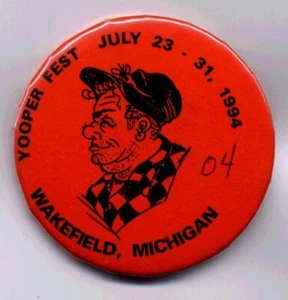 YOOPER FEST JULY 23 - 31, 1994
WAKEFIELD, MICHIGAN
04